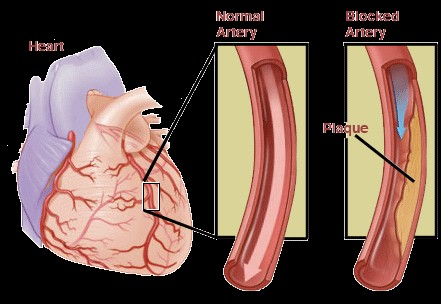 Heart
Normal
Artery
Blocked
Artery
Plaque